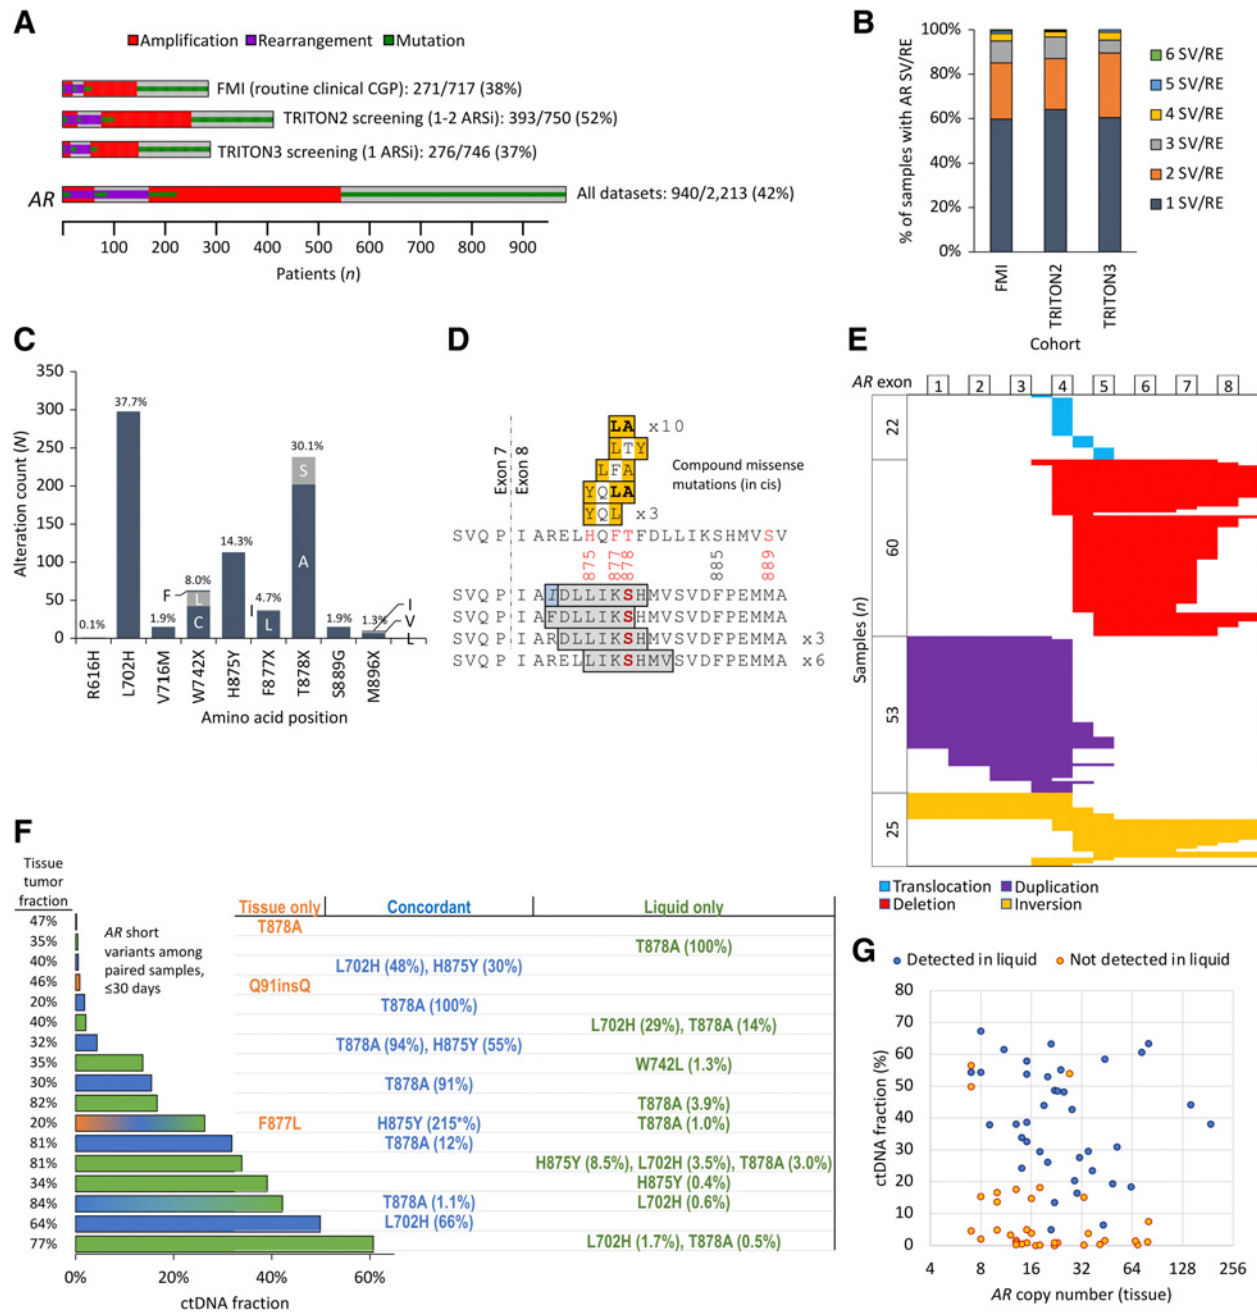 A
Amplification Rearrangement Mutation
FMI (routine clinical CGP): 271/717 (38%)
TRITON2 screening (1-2 ARSi): 393/750 (52%)
TRITON3 screening (1 ARSi): 276/746 (37%)
AR
All datasets: 940/2,213 (42%)
100 200 300 400 500 600 700 800 900
Patients (n)
B
% of samples with AR SV/RE
100%
80%
60%
40%
20%
0%
FMI
TRITON2
TRITON3
Cohort
6 SV/RE
5 SV/RE
4 SV/RE
3 SV/RE
2 SV/RE
1 SV/RE
C
Alteration count (N)
350
300
250
200
150
100
50
0
0.1%
37.7%
1.9%
8.0%
F
L
C
14.3%
4.7%
I
L
30.1%
S
A
1.9%
1.3%
I
V
L
R616H
L702H
V716M
W742X
H875Y
F877X
T878X
S889G
M896X
Amino acid position
D
Exon 7
Exon 8
LA x10
LTY
LFA
YQLA
YQL x3
Compound missense
mutations (in cis)
SVQP IARELHQFTFDLLIKSHMVSV
875
877
878
885
889
SVQP IAIDLLIKSHMVSVDFPEMMA
SVQP IAFDLLIKSHMVSVDFPEMMA
SVQP IARDLLIKSHMVSVDFPEMMA x3
SVQP IARELLIKSHMVSVDFPEMMA x6
E
AR exon 1 2 3 4 5 6 7 8
Samples (n)
22
60
53
25
Translocation Duplication
Deletion Inversion
F
Tissue
tumor
fraction
AR short
variants among
paired samples,
≤30 days
Tissue only Concordant Liquid only
47% T878A
35% T878A (100%)
40% L702H (48%), H875Y (30%)
46% Q91insQ
20% T878A (100%)
40% L702H (29%), T878A (14%)
32% T878A (94%), H875Y (55%)
35% W742L (1.3%)
30% T878A (91%)
82% T878A (3.9%)
20% F877L H875Y (215*%) T878A (1.0%)
81% T878A (12%)
81% H875Y (8.5%), L702H (3.5%), T878A (3.0%)
34% H875Y (0.4%)
84% T878A (1.1%) L702H (0.6%)
64% L702H (66%)
77% L702H (1.7%), T878A (0.5%)
0% 20% 40% 60%
ctDNA fraction
G
Detected in liquid Not detected in liquid
ctDNA fraction (%)
80
70
60
50
40
30
20
10
0
4 8 16 32 64 128 256
AR copy number (tissue)